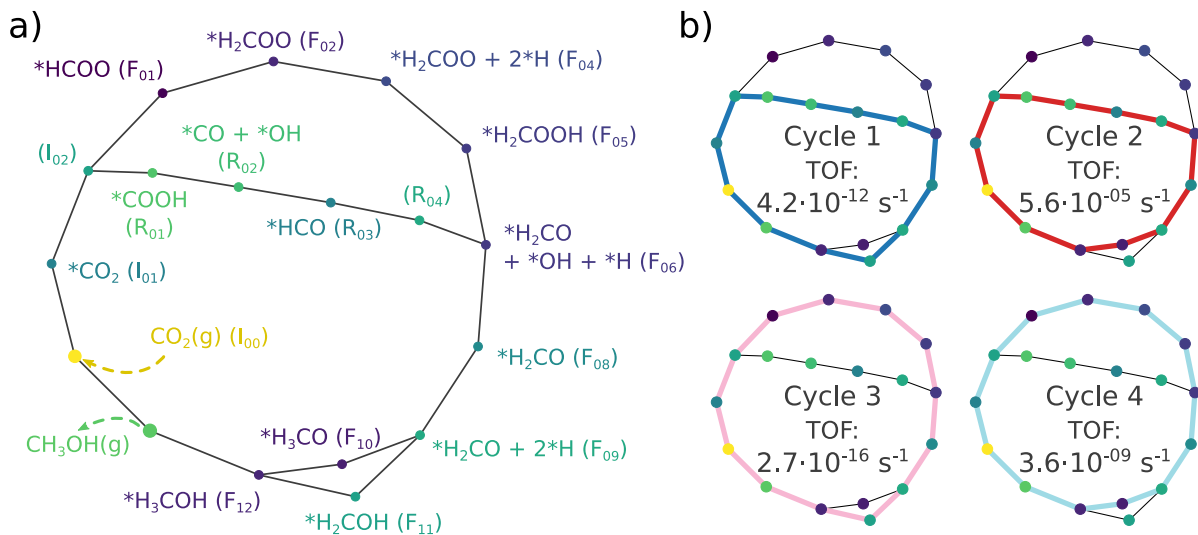 a)
*H₂COO (F₀₂)
*HCOO (F₀₁)
*H₂COO + 2*H (F₀₄)
*CO + *OH
(R₀₂)
*H₂COOH (F₀₅)
(I₀₂)
*COOH
(R₀₁)
*HCO (R₀₃)
(R₀₄)
*H₂CO
+ *OH + *H (F₀₆)
*CO₂ (I₀₁)
CO₂(g) (I₀₀)
*H₂CO (F₀₈)
CH₃OH(g)
*H₃CO (F₁₀)
*H₂CO + 2*H (F₀₉)
*H₃COH (F₁₂)
*H₂COH (F₁₁)
b)
Cycle 1
TOF:
4.2·10⁻¹² s⁻¹
Cycle 2
TOF:
5.6·10⁻⁰⁵ s⁻¹
Cycle 3
TOF:
2.7·10⁻¹⁶ s⁻¹
Cycle 4
TOF:
3.6·10⁻⁰⁹ s⁻¹